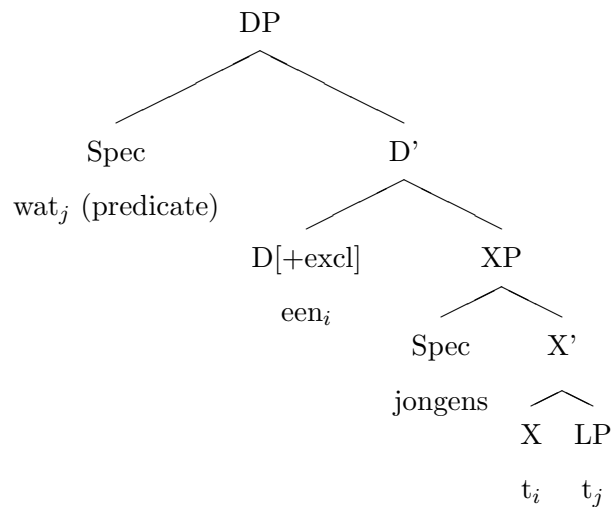 DP
Spec D’
wat_j (predicate)
D[+excl] XP
een_i
Spec X’
jongens
X LP
t_i t_j